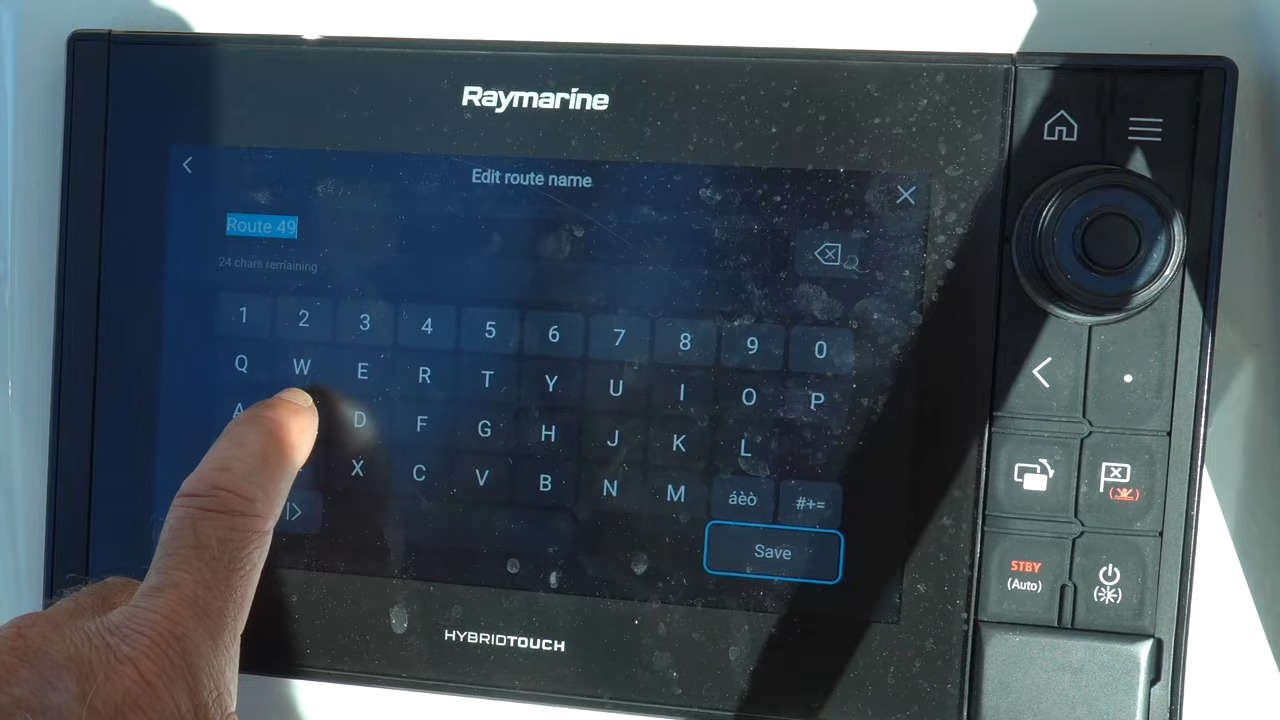 Raymarine
Edit route name
Route 49
24 chars remaining
1 2 3 4 5 6 7 8 9 0
Q W E R T Y U I O P
A D F G H J K L
X C V B N M áèò #+=
Save
STBY
(Auto)
HYBRIDTOUCH